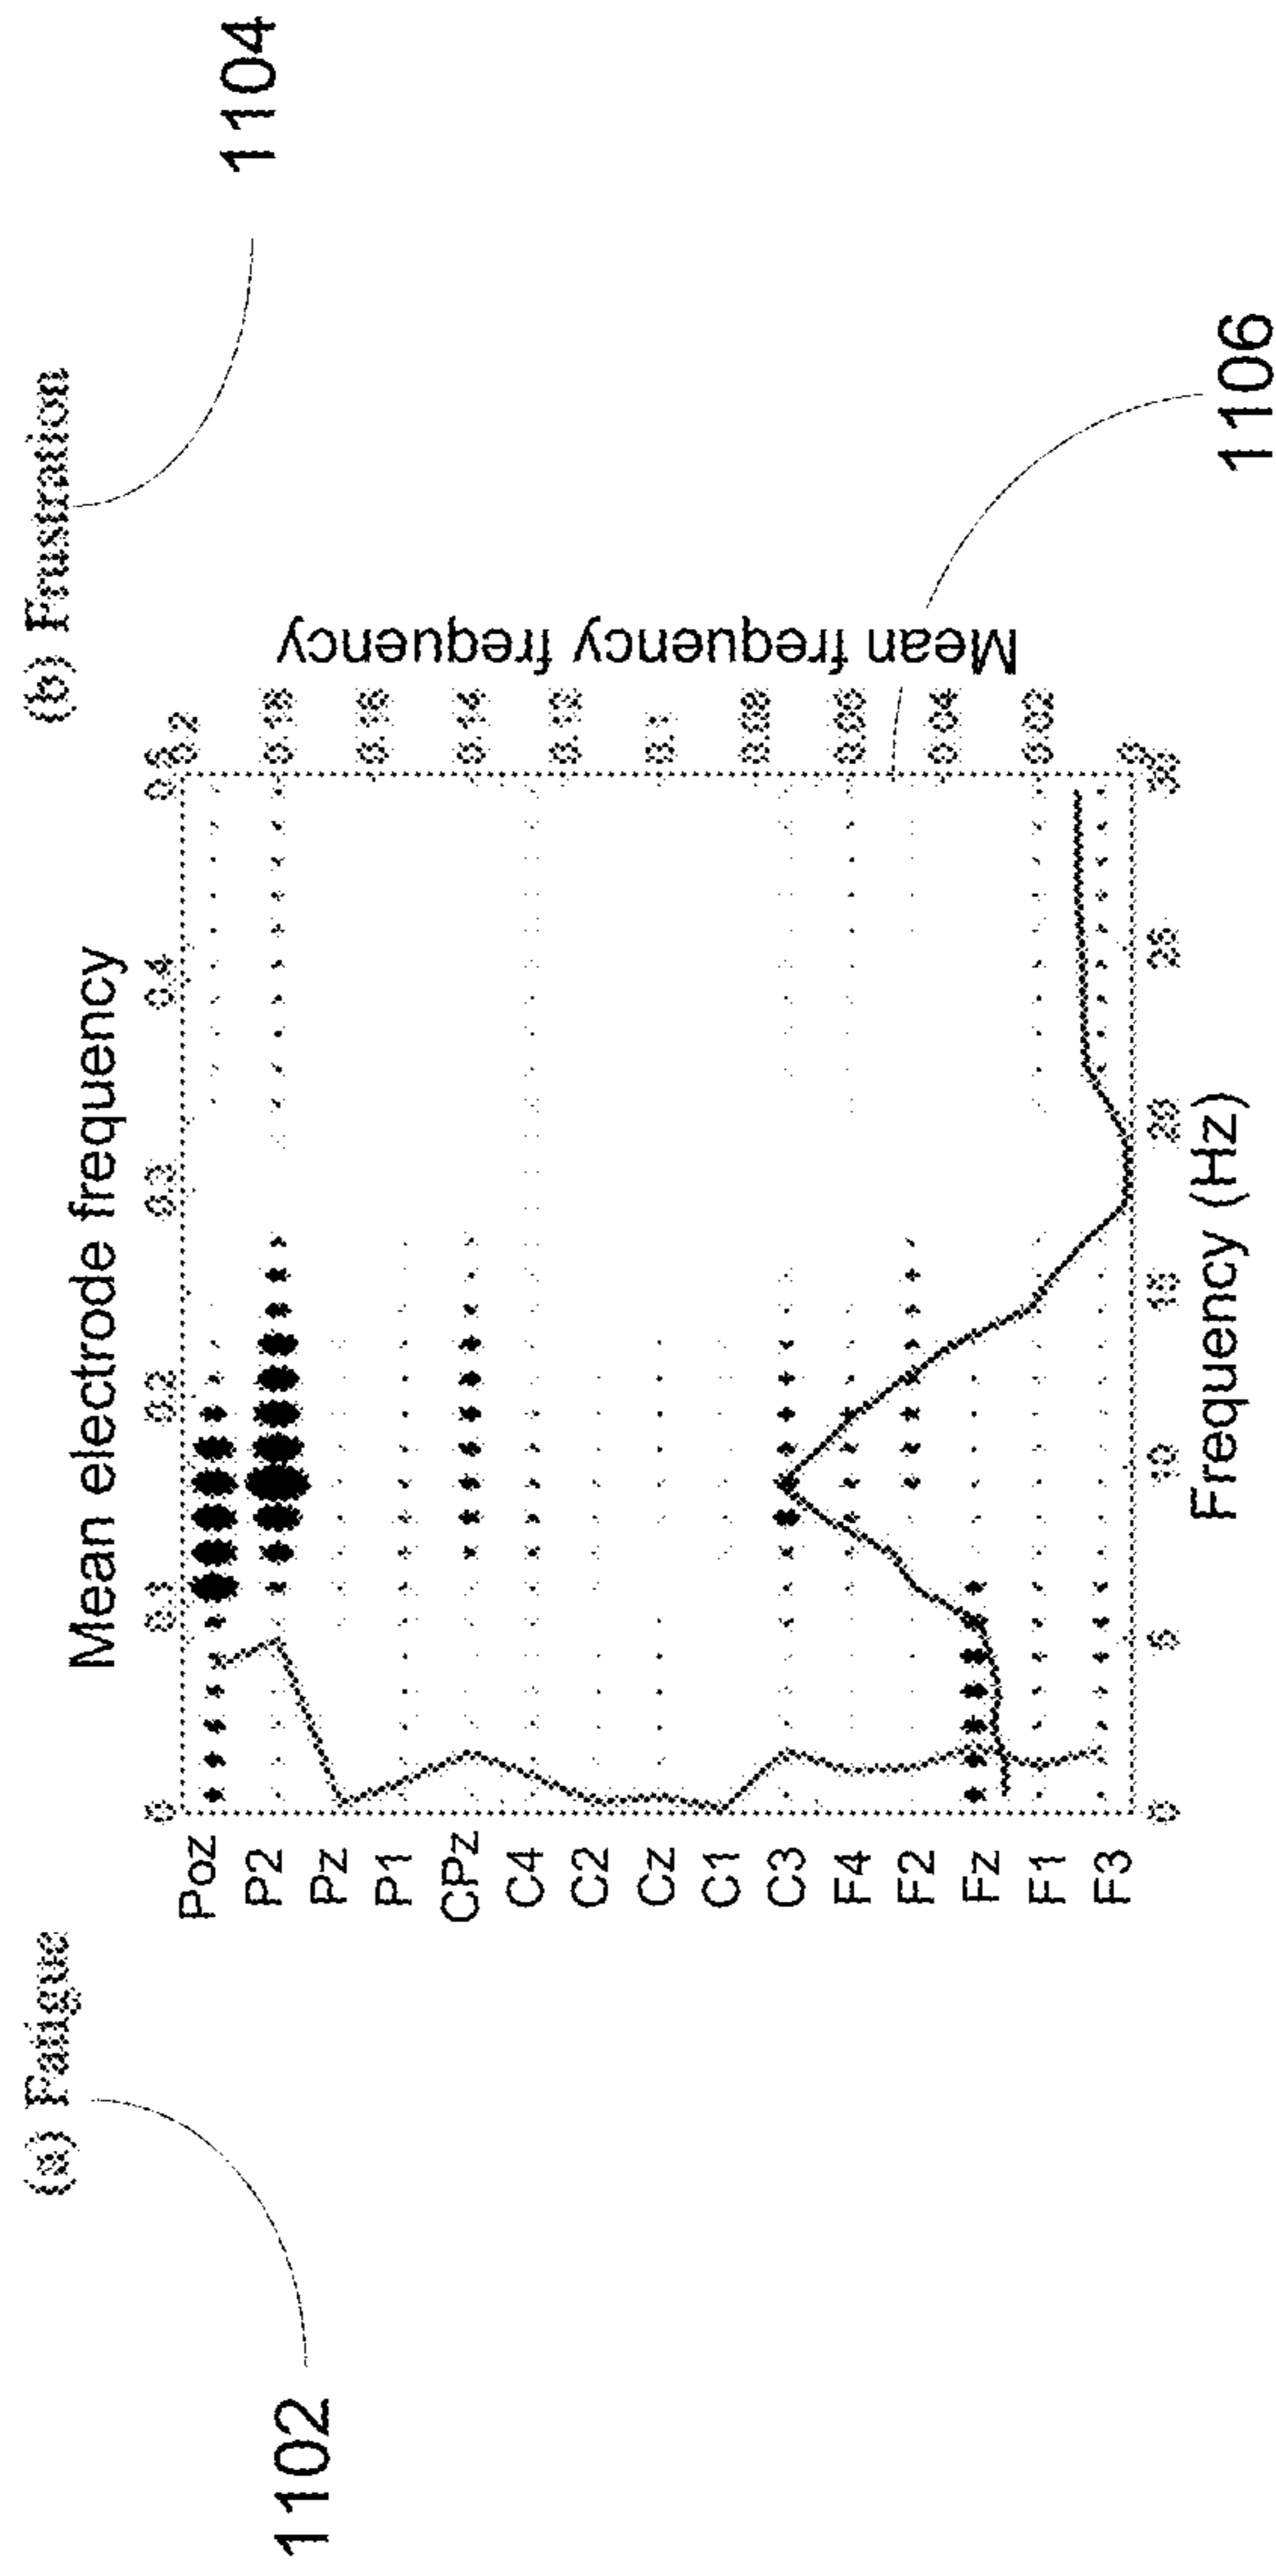 (a) Fatigue
(b) Frustration
1102
1104
Mean electrode frequency
0 0.1 0.2 0.3 0.4 0.5
Poz
P2
Pz
P1
CPz
C4
C2
Cz
C1
C3
F4
F2
Fz
F1
F3
0.2
0.18
0.16
0.14
0.12
0.1
0.08
0.06
0.04
0.02
0
Mean frequency frequency
0 5 10 15 20 25 30
Frequency (Hz)
1106